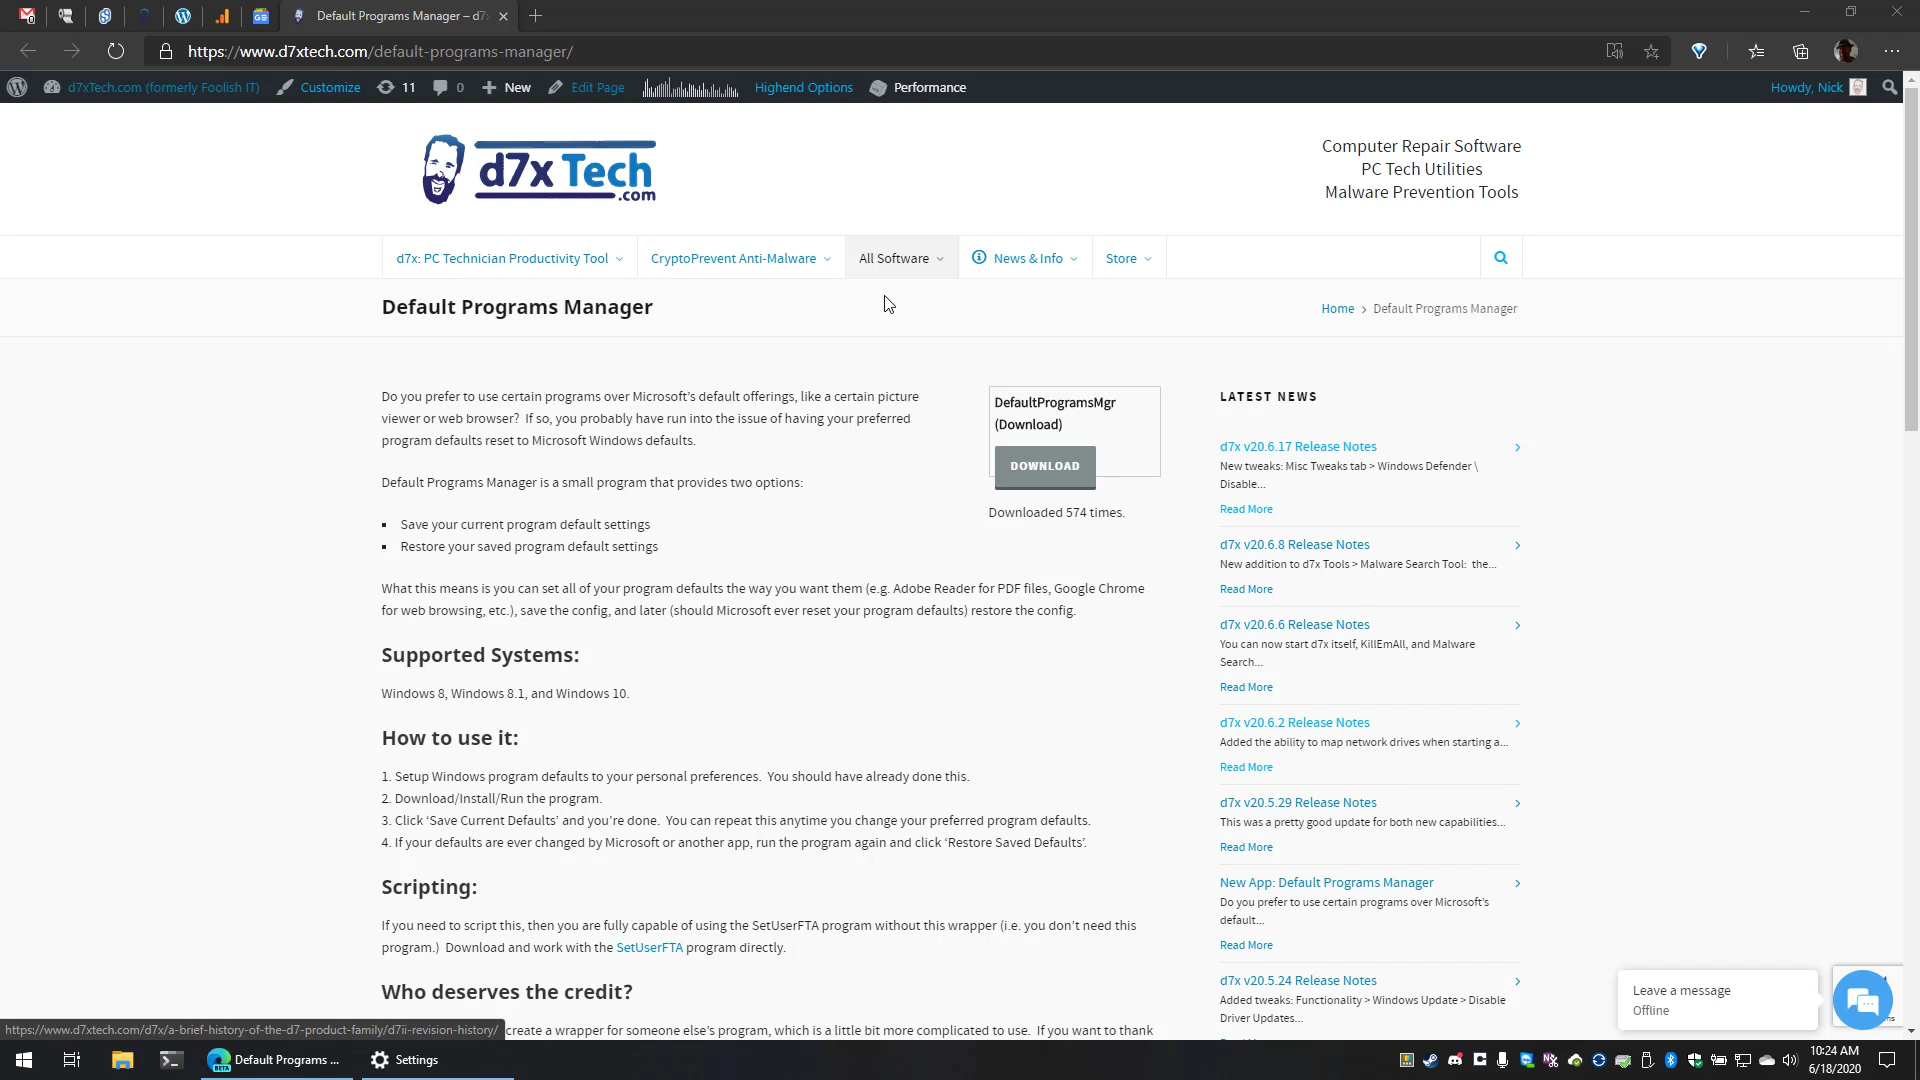 Default Programs Manager – d7x
https://www.d7xtech.com/default-programs-manager/
d7xTech.com (formerly Foolish IT)
Customize
11
0
New
Edit Page
Highend Options
Performance
Howdy, Nick
d7x Tech
.com
Computer Repair Software
PC Tech Utilities
Malware Prevention Tools
d7x: PC Technician Productivity Tool
CryptoPrevent Anti-Malware
All Software
News & Info
Store
Default Programs Manager
Home > Default Programs Manager
Do you prefer to use certain programs over Microsoft’s default offerings, like a certain picture
viewer or web browser?  If so, you probably have run into the issue of having your preferred
program defaults reset to Microsoft Windows defaults.
Default Programs Manager is a small program that provides two options:
Save your current program default settings
Restore your saved program default settings
DefaultProgramsMgr
(Download)
DOWNLOAD
Downloaded 574 times.
What this means is you can set all of your program defaults the way you want them (e.g. Adobe Reader for PDF files, Google Chrome
for web browsing, etc.), save the config, and later (should Microsoft ever reset your program defaults) restore the config.
Supported Systems:
Windows 8, Windows 8.1, and Windows 10.
How to use it:
1. Setup Windows program defaults to your personal preferences.  You should have already done this.
2. Download/Install/Run the program.
3. Click ‘Save Current Defaults’ and you’re done.  You can repeat this anytime you change your preferred program defaults.
4. If your defaults are ever changed by Microsoft or another app, run the program again and click ‘Restore Saved Defaults’.
Scripting:
If you need to script this, then you are fully capable of using the SetUserFTA program without this wrapper (i.e. you don’t need this
program.)  Download and work with the SetUserFTA program directly.
Who deserves the credit?
create a wrapper for someone else’s program, which is a little bit more complicated to use.  If you want to thank
LATEST NEWS
d7x v20.6.17 Release Notes
New tweaks: Misc Tweaks tab > Windows Defender \
Disable...
Read More
d7x v20.6.8 Release Notes
New addition to d7x Tools > Malware Search Tool:  the...
Read More
d7x v20.6.6 Release Notes
You can now start d7x itself, KillEmAll, and Malware
Search...
Read More
d7x v20.6.2 Release Notes
Added the ability to map network drives when starting a...
Read More
d7x v20.5.29 Release Notes
This was a pretty good update for both new capabilities...
Read More
New App: Default Programs Manager
Do you prefer to use certain programs over Microsoft’s
default...
Read More
d7x v20.5.24 Release Notes
Added tweaks: Functionality > Windows Update > Disable
Driver Updates...
Leave a message
Offline
https://www.d7xtech.com/d7x/a-brief-history-of-the-d7-product-family/d7ii-revision-history/
Default Programs ...
Settings
10:24 AM
6/18/2020